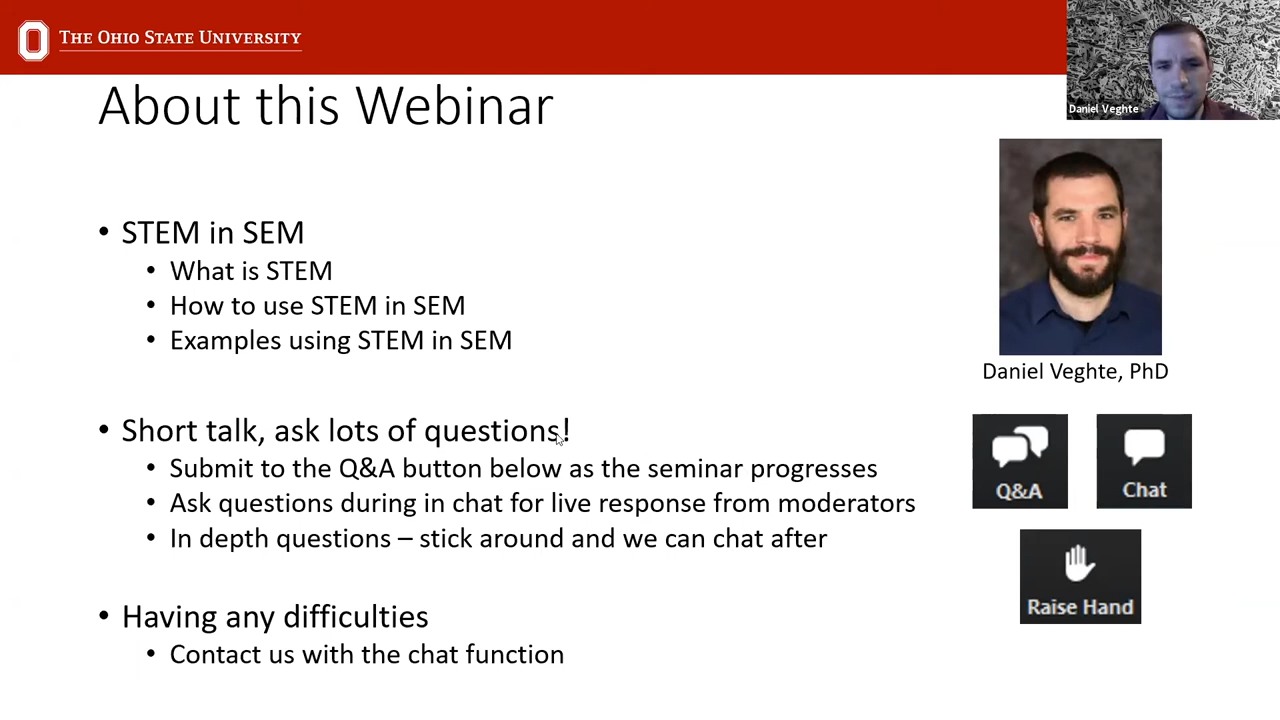 THE OHIO STATE UNIVERSITY
Daniel Veghte
About this Webinar
• STEM in SEM
• What is STEM
• How to use STEM in SEM
• Examples using STEM in SEM
Daniel Veghte, PhD
• Short talk, ask lots of questions!
• Submit to the Q&A button below as the seminar progresses
• Ask questions during in chat for live response from moderators
• In depth questions – stick around and we can chat after
Q&A
Chat
Raise Hand
• Having any difficulties
• Contact us with the chat function